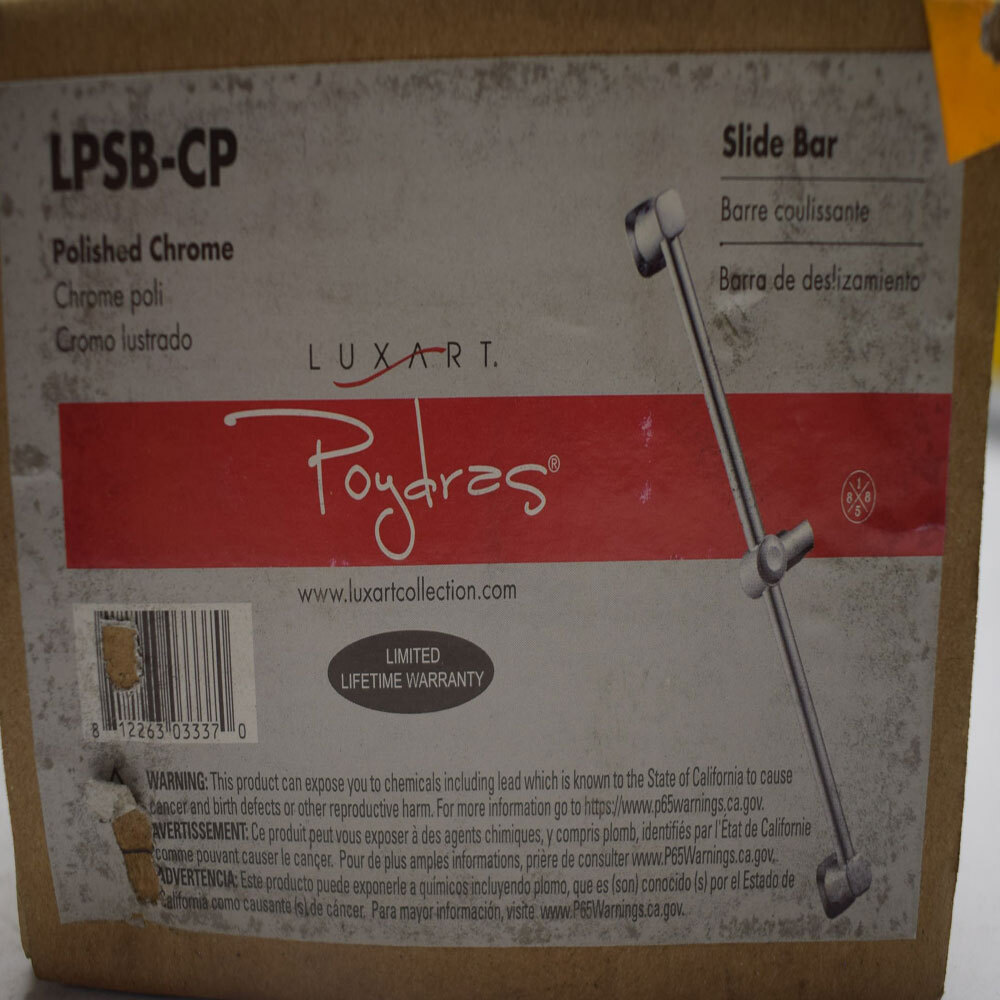 LPSB-CP
Polished Chrome
Chrome poli
Cromo lustrado
Slide Bar
Barre coulissante
Barra de deslizamiento
LUXART.
Poydras®
1
8 8
5
www.luxartcollection.com
LIMITED
LIFETIME WARRANTY
8 12263 03337 0
WARNING: This product can expose you to chemicals including lead which is known to the State of California to cause
cancer and birth defects or other reproductive harm. For more information go to https://www.p65warnings.ca.gov.
AVERTISSEMENT: Ce produit peut vous exposer à des agents chimiques, y compris plomb, identifiés par l'État de Californie
comme pouvant causer le cancer. Pour de plus amples informations, prière de consulter www.P65Warnings.ca.gov.
ADVERTENCIA: Este producto puede exponerle a químicos incluyendo plomo, que es (son) conocido (s) por el Estado de
California como causante (s) de cáncer. Para mayor información, visite www.P65Warnings.ca.gov.